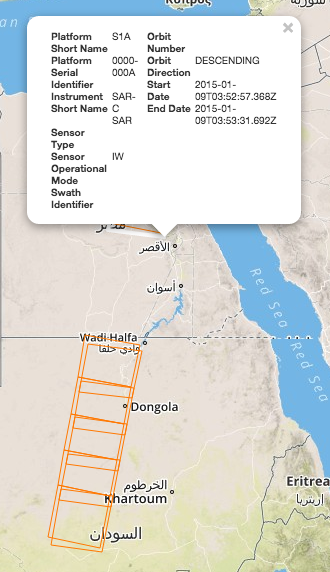 Κύπρος
×
Platform S1A Orbit
Short Name Number
Platform 0000- Orbit DESCENDING
Serial 000A Direction
Identifier Start 2015-01-
Instrument SAR- Date 09T03:52:57.368Z
Short Name C End Date 2015-01-
SAR 09T03:53:31.692Z
Sensor
Type
Sensor IW
Operational
Mode
Swath
Identifier
الأقصر
أسوان
Red Sea
Red Sea
Wadi Halfa
وادي حلفا
Dongola
الخرطوم
Khartoum
Eritrea
إرتريا
السودان